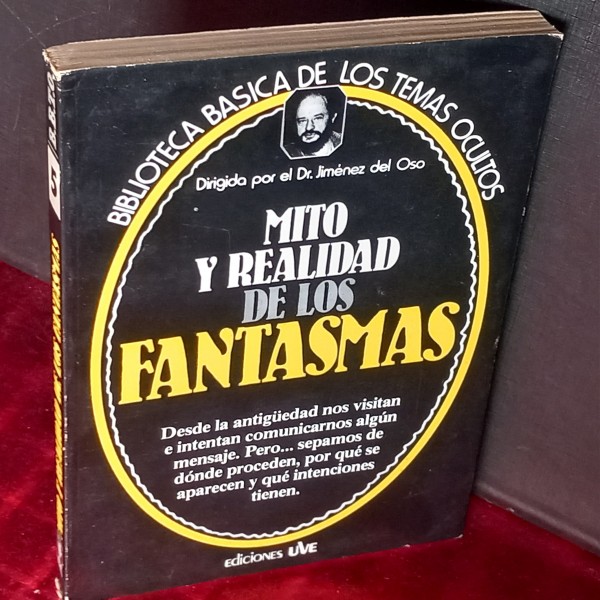 BIBLIOTECA BASICA DE LOS TEMAS OCULTOS
Dirigida por el Dr. Jiménez del Oso
MITO
Y REALIDAD
DE LOS
FANTASMAS
Desde la antigüedad nos visitan
e intentan comunicarnos algún
mensaje. Pero... sepamos de
dónde proceden, por qué se
aparecen y qué intenciones
tienen.
ediciones UVE
5